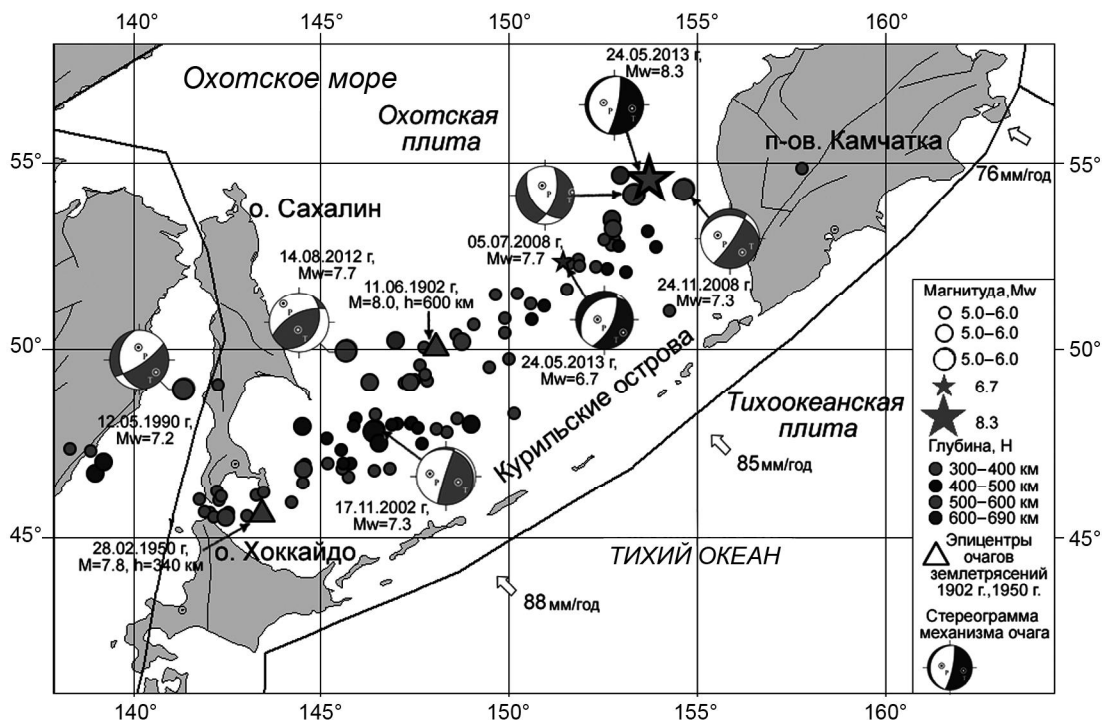 140° 145° 150° 155° 160°
Охотское море
24.05.2013 г,
Mw=8.3
Охотская
плита
55°
п-ов. Камчатка
55°
76 мм/год
о. Сахалин
05.07.2008 г,
Mw=7.7
14.08.2012 г,
Mw=7.7
11.06.1902 г,
M=8.0, h=600 км
24.11.2008 г,
Mw=7.3
50°
24.05.2013 г,
Mw=6.7
50°
12.05.1990 г,
Mw=7.2
Курильские острова
Тихоокеанская
плита
85 мм/год
17.11.2002 г,
Mw=7.3
45°
28.02.1950 г,
M=7.8, h=340 км
о. Хоккайдо
ТИХИЙ ОКЕАН
45°
88 мм/год
Магнитуда,Mw
5.0–6.0
5.0–6.0
5.0–6.0
6.7
8.3
Глубина, Н
300–400 км
400–500 км
500–600 км
600–690 км
Эпицентры
очагов
землетрясений
1902 г.,1950 г.
Стереограмма
механизма очага
P T
P T
P T
P T
P T
P T
P T
140° 145° 150° 155° 160°